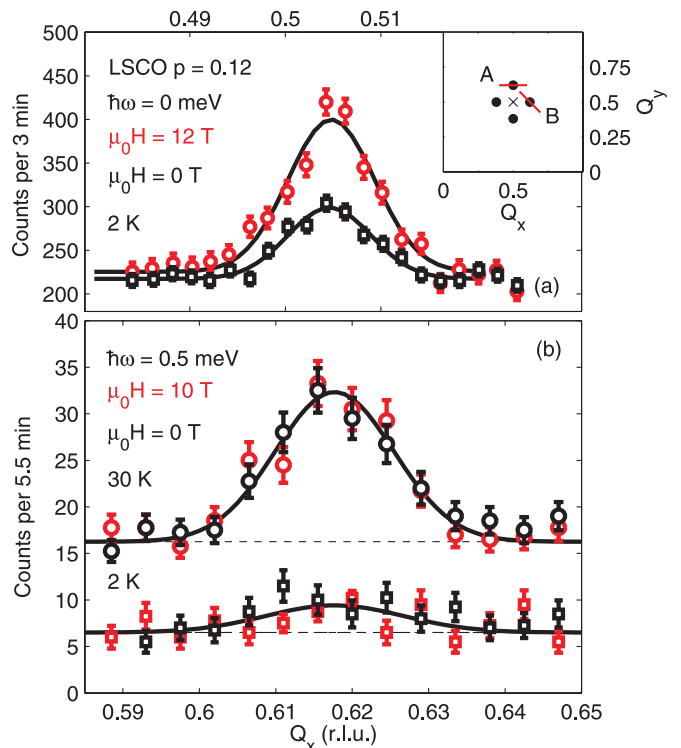 0.49 0.5 0.51
500
450
400
350
300
250
200
Counts per 3 min
LSCO p = 0.12
ħω = 0 meV
μ0H = 12 T
μ0H = 0 T
2 K
(a)
A
B
0.75
0.5
0.25
0
Qy
0 0.5
Qx
40
35
30
25
20
15
10
5
0
Counts per 5.5 min
(b)
ħω = 0.5 meV
μ0H = 10 T
μ0H = 0 T
30 K
2 K
0.59 0.6 0.61 0.62 0.63 0.64 0.65
Qx (r.l.u.)